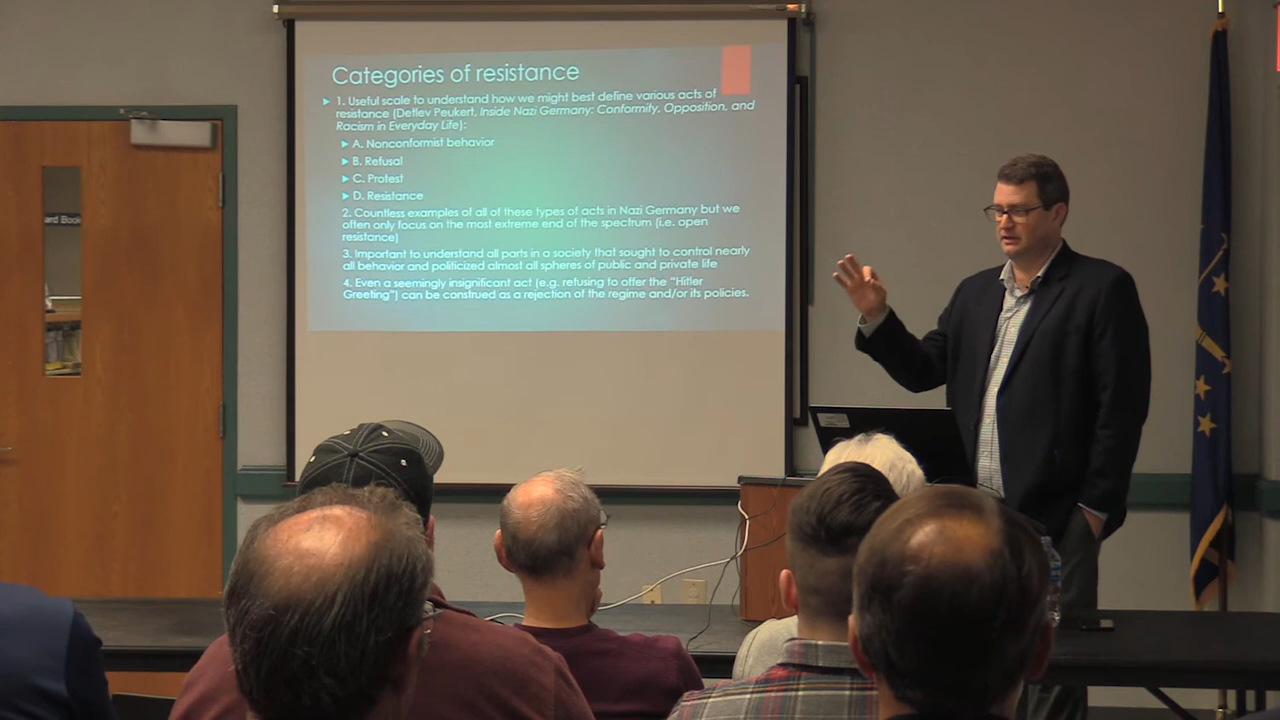 Categories of resistance
1. Useful scale to understand how we might best define various acts of
resistance (Detlev Peukert, Inside Nazi Germany: Conformity, Opposition, and
Racism in Everyday Life):
A. Nonconformist behavior
B. Refusal
C. Protest
D. Resistance
2. Countless examples of all of these types of acts in Nazi Germany but we
often only focus on the most extreme end of the spectrum (i.e. open
resistance)
3. Important to understand all parts in a society that sought to control nearly
all behavior and politicized almost all spheres of public and private life
4. Even a seemingly insignificant act (e.g. refusing to offer the "Hitler
Greeting") can be construed as a rejection of the regime and/or its policies.
ard Book